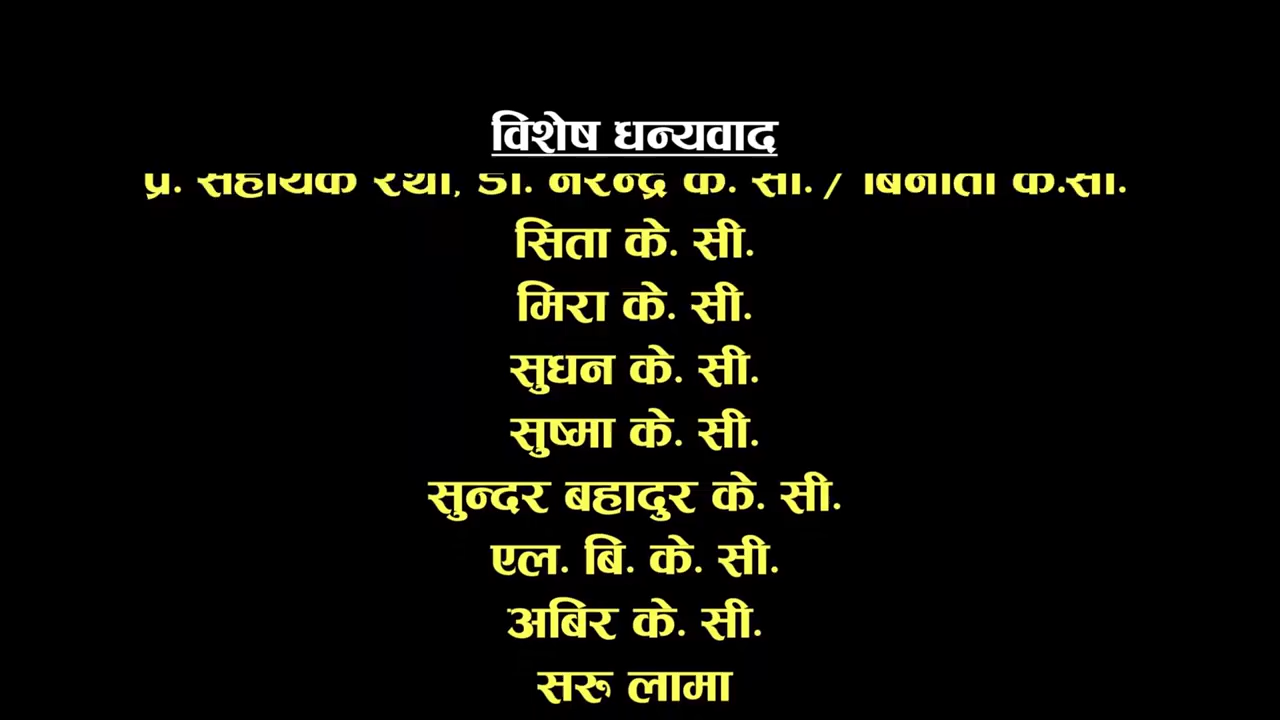 विशेष धन्यवाद
प्र. सहायक रथी, डा. नरेन्द्र के. सी. / बिनीता के.सी.
सिता के. सी.
मिरा के. सी.
सुधन के. सी.
सुष्मा के. सी.
सुन्दर बहादुर के. सी.
एल. बि. के. सी.
अबिर के. सी.
सरु लामा